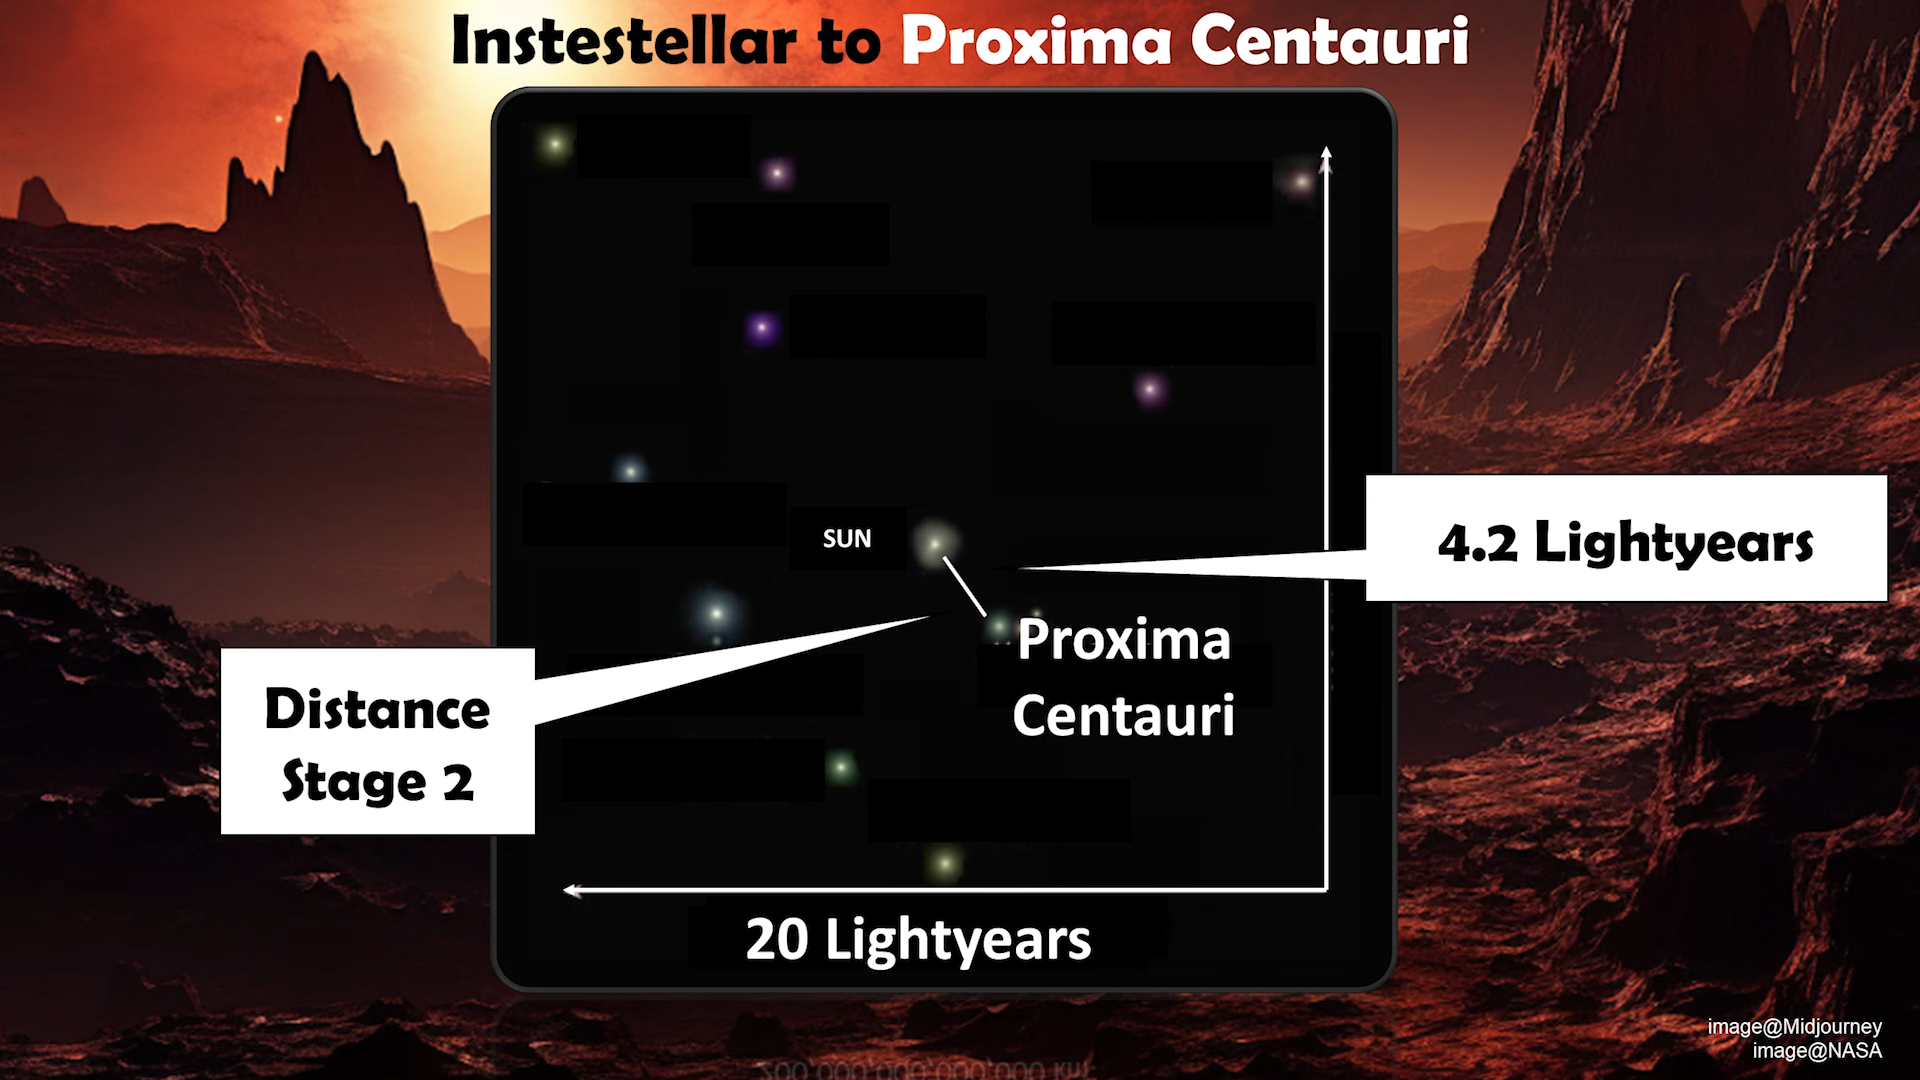 Instestellar to Proxima Centauri
SUN
4.2 Lightyears
Proxima
Centauri
Distance
Stage 2
20 Lightyears
image@Midjourney
image@NASA